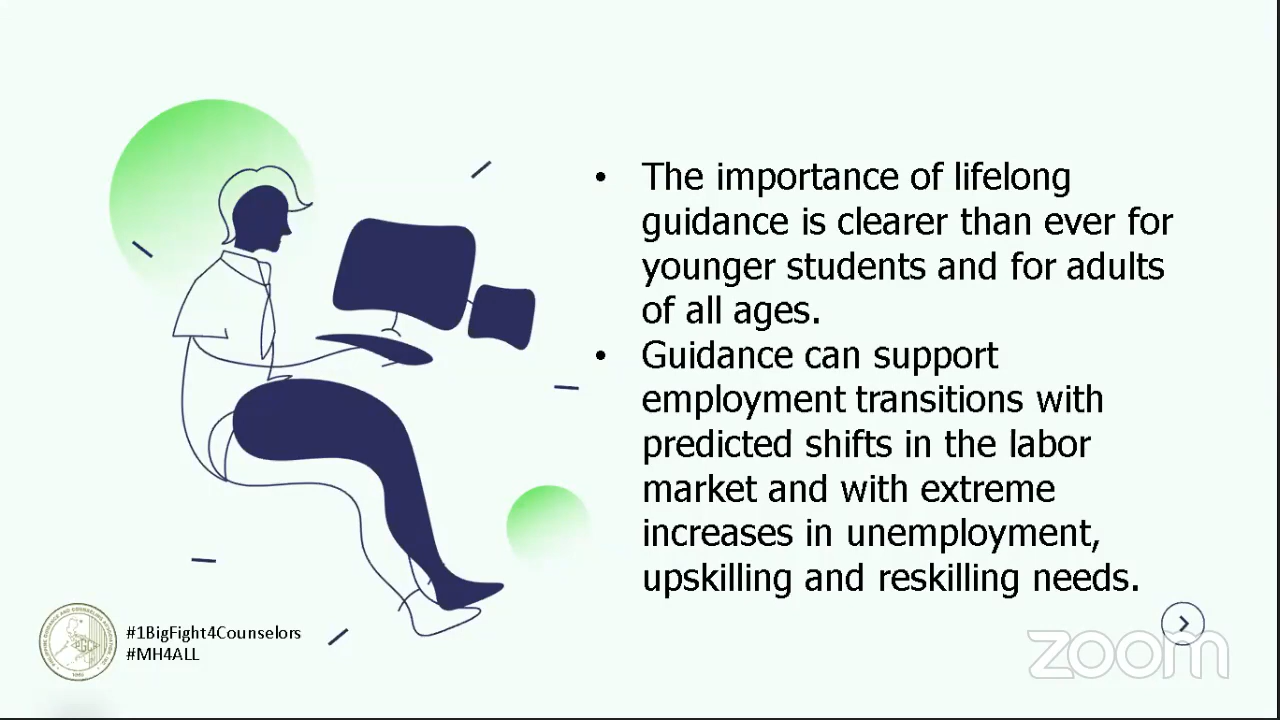 • The importance of lifelong
guidance is clearer than ever for
younger students and for adults
of all ages.
• Guidance can support
employment transitions with
predicted shifts in the labor
market and with extreme
increases in unemployment,
upskilling and reskilling needs.
#1BigFight4Counselors
#MH4ALL
zoom